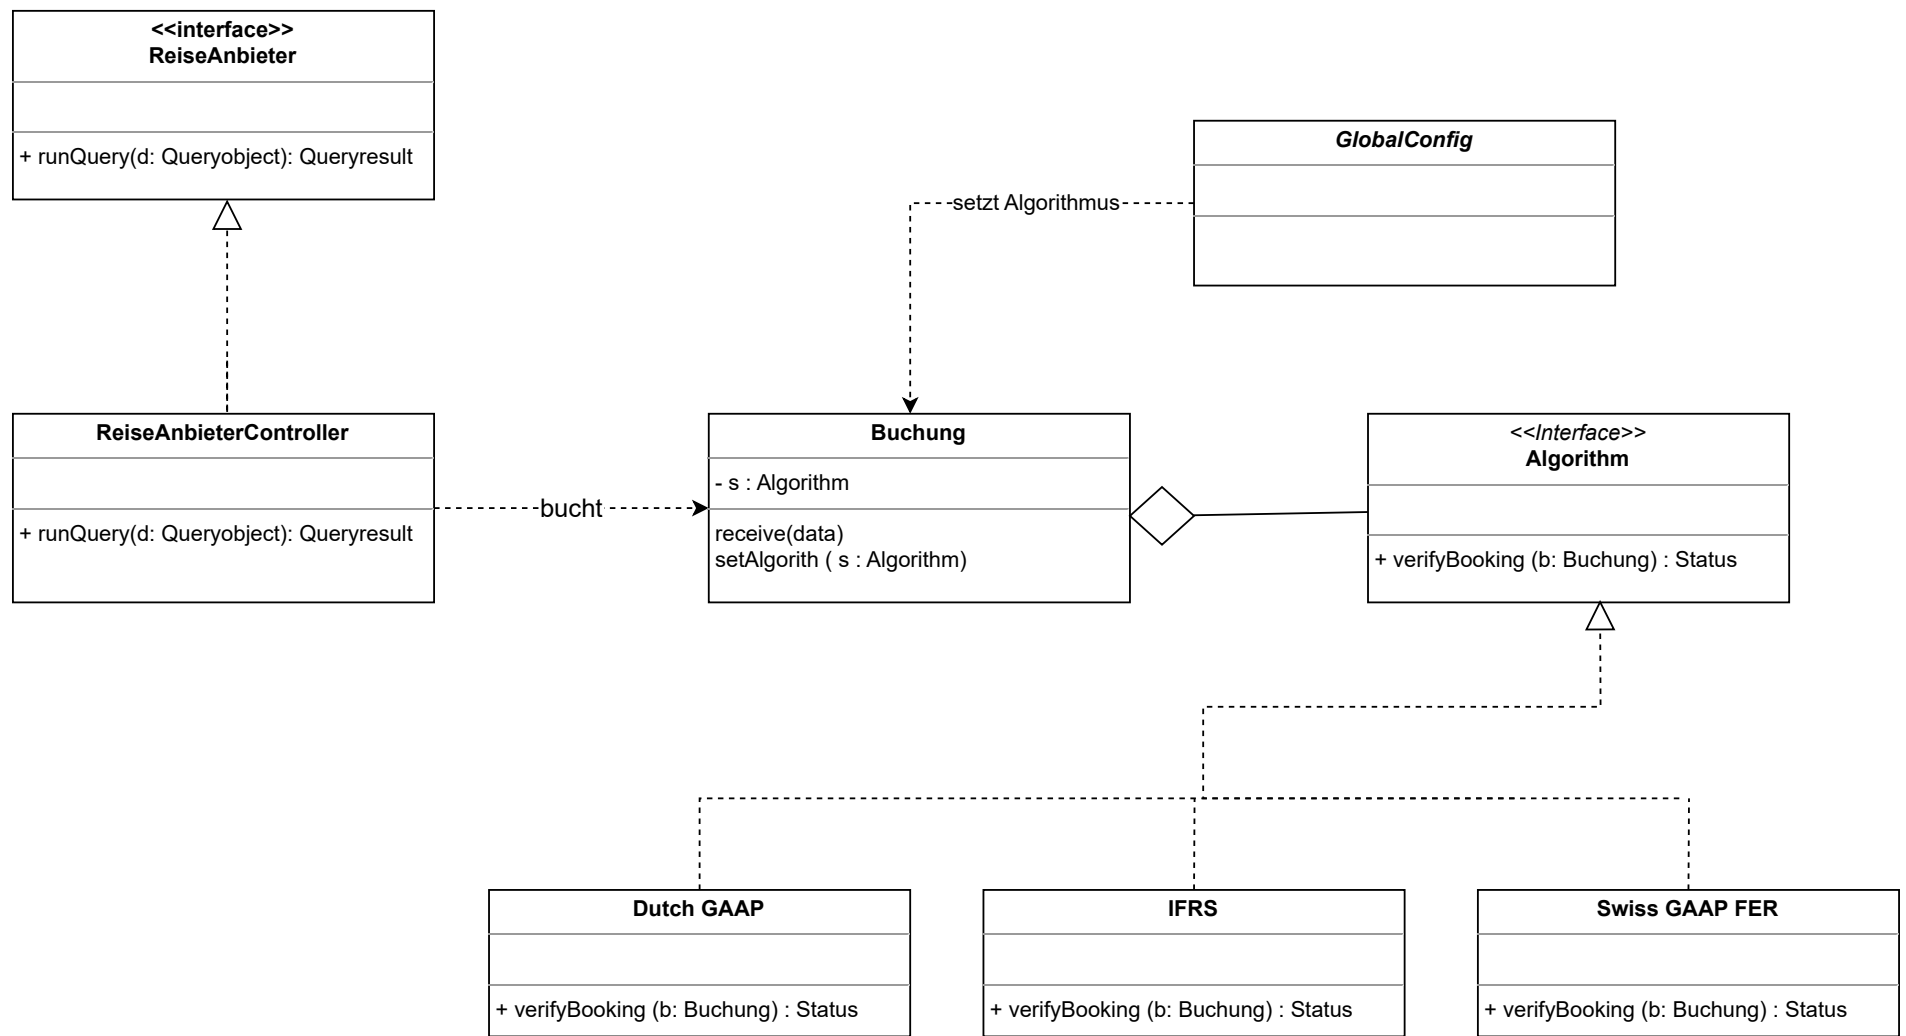 <<interface>>
ReiseAnbieter
+ runQuery(d: Queryobject): Queryresult
GlobalConfig
setzt Algorithmus
ReiseAnbieterController
+ runQuery(d: Queryobject): Queryresult
bucht
Buchung
- s : Algorithm
receive(data)
setAlgorith ( s : Algorithm)
<<Interface>>
Algorithm
+ verifyBooking (b: Buchung) : Status
Dutch GAAP
+ verifyBooking (b: Buchung) : Status
IFRS
+ verifyBooking (b: Buchung) : Status
Swiss GAAP FER
+ verifyBooking (b: Buchung) : Status